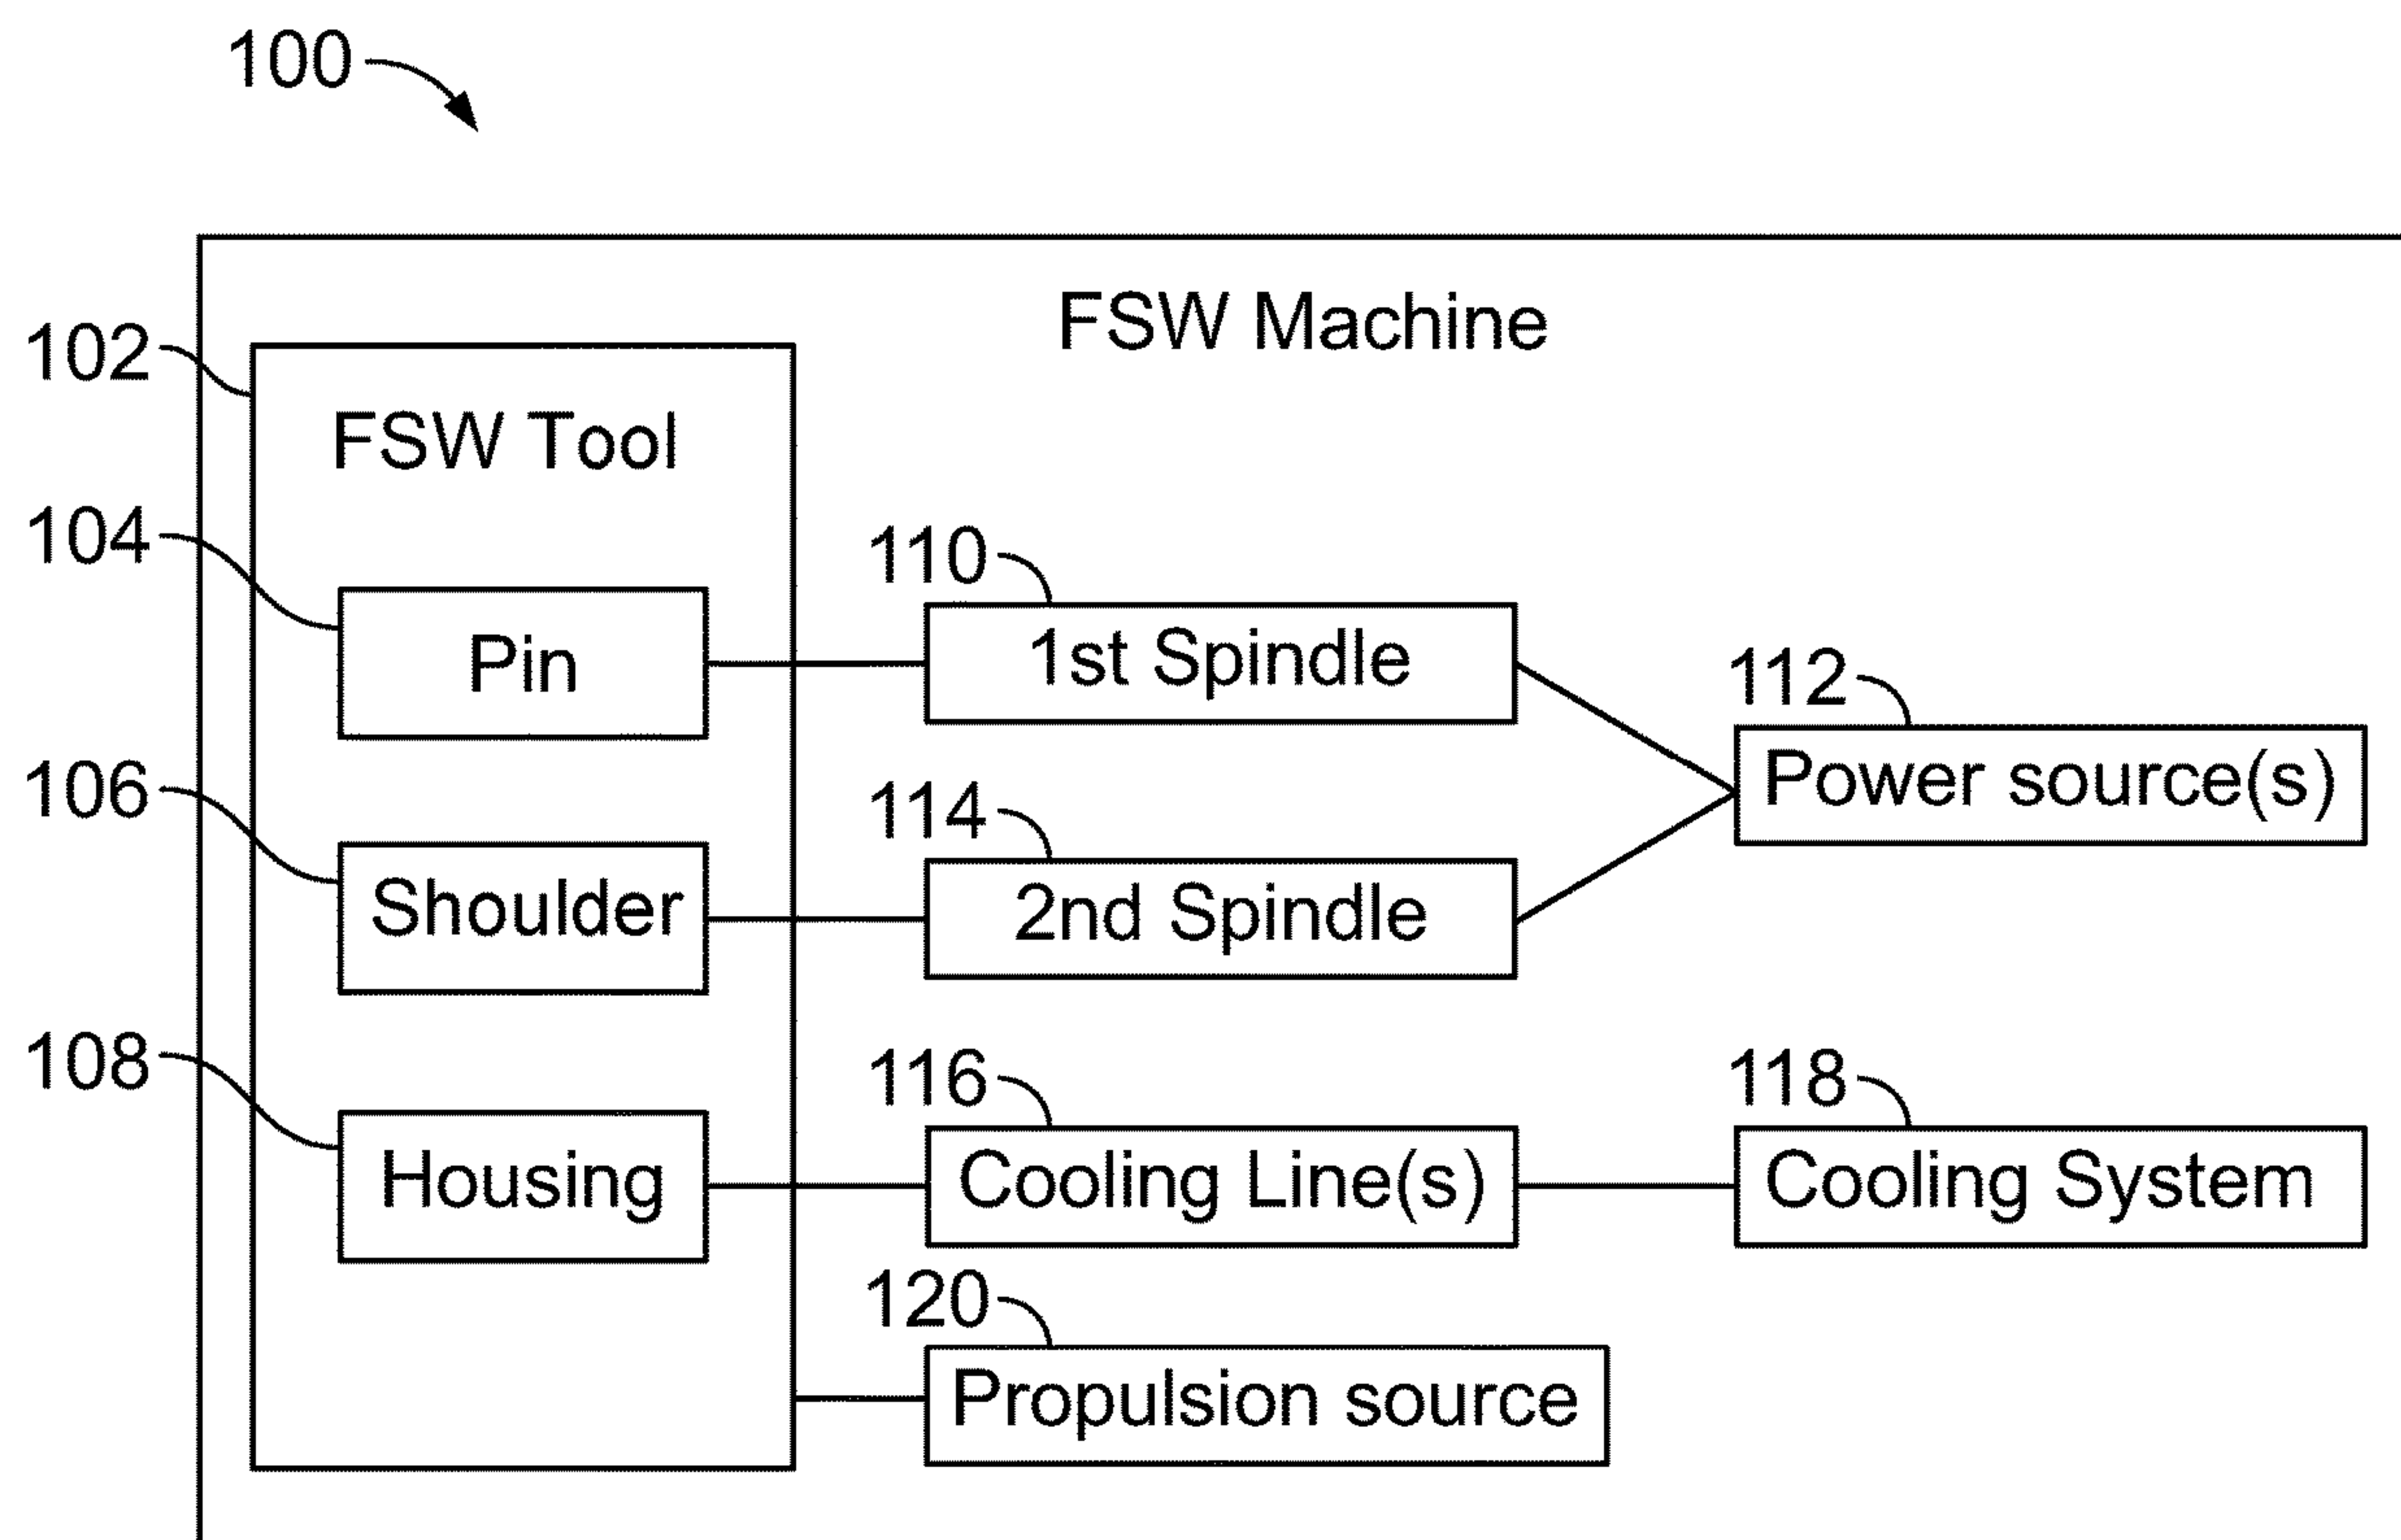 100
FSW Machine
102
FSW Tool
104
Pin
110
1st Spindle
112
Power source(s)
106
Shoulder
114
2nd Spindle
108
Housing
116
Cooling Line(s)
118
Cooling System
120
Propulsion source